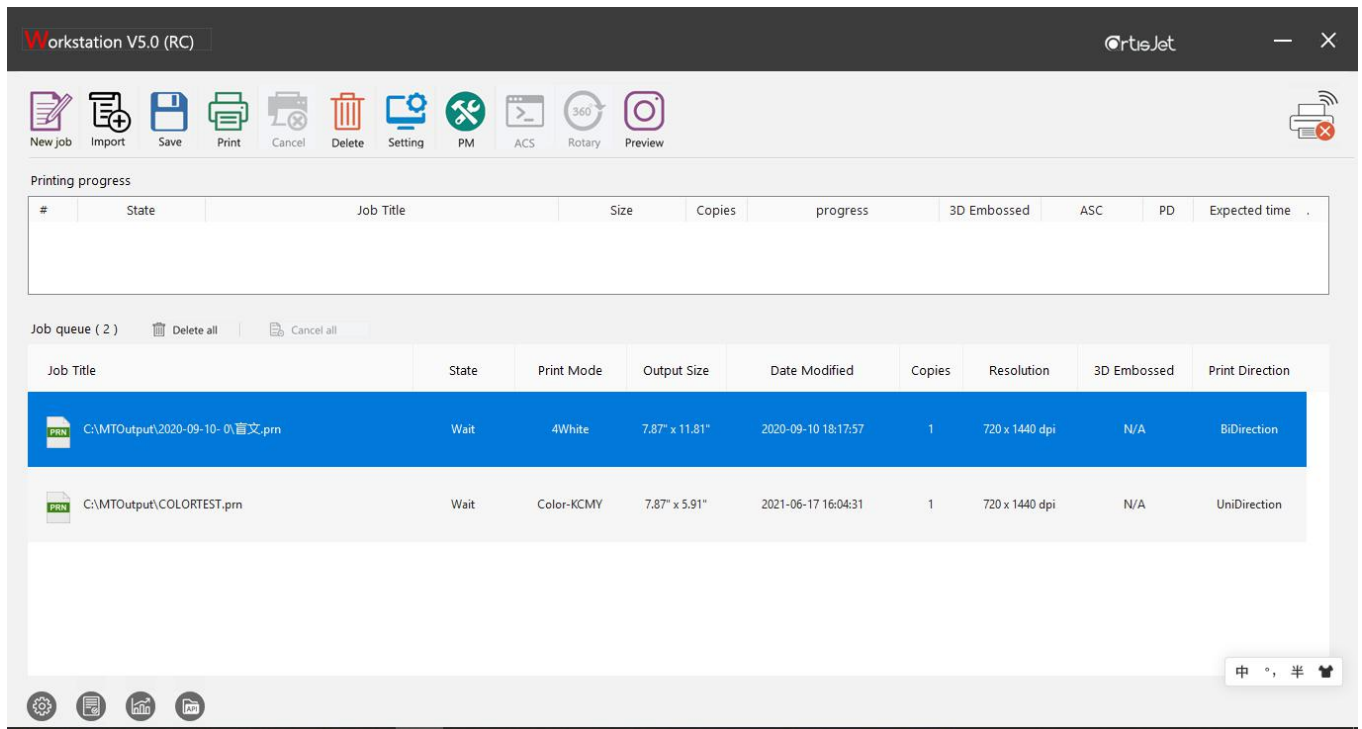 Workstation V5.0 (RC)
ArtisJet
New job Import Save Print Cancel Delete Setting PM ACS 360° Rotary Preview
Printing progress
# State Job Title Size Copies progress 3D Embossed ASC PD Expected time .
Job queue ( 2 ) Delete all Cancel all
Job Title State Print Mode Output Size Date Modified Copies Resolution 3D Embossed Print Direction
PRN C:\MTOutput\2020-09-10- 0\盲文.prn Wait 4White 7.87" x 11.81" 2020-09-10 18:17:57 1 720 x 1440 dpi N/A BiDirection
PRN C:\MTOutput\COLORTEST.prn Wait Color-KCMY 7.87" x 5.91" 2021-06-17 16:04:31 1 720 x 1440 dpi N/A UniDirection
中 °, 半
API